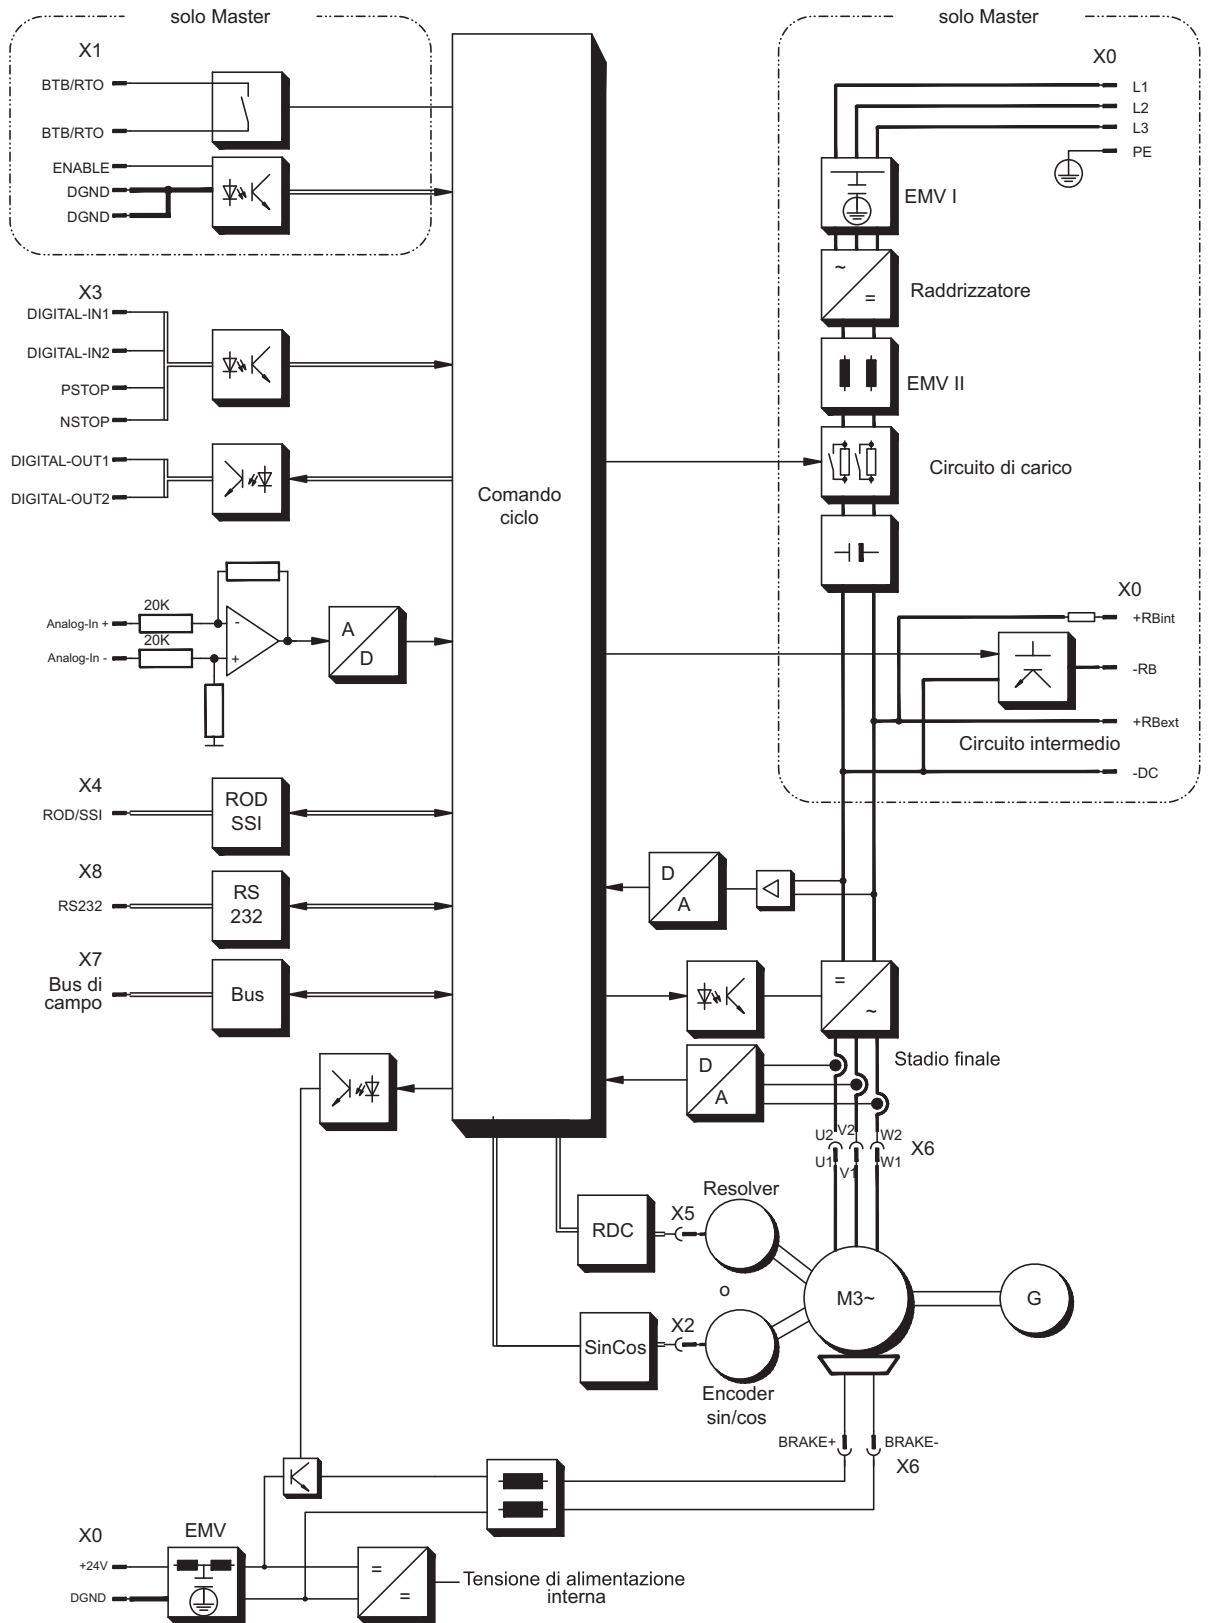 solo Master
X1
BTB/RTO
BTB/RTO
ENABLE
DGND
DGND
X3
DIGITAL-IN1
DIGITAL-IN2
PSTOP
NSTOP
DIGITAL-OUT1
DIGITAL-OUT2
20K
Analog-In +
20K
Analog-In -
-
+
A
D
X4
ROD/SSI
ROD
SSI
X8
RS232
RS
232
X7
Bus di
campo
Bus
Comando
ciclo
solo Master
X0
L1
L2
L3
PE
EMV I
~
=
Raddrizzatore
EMV II
Circuito di carico
X0
+RBint
-RB
+RBext
Circuito intermedio
-DC
D
A
=
~
Stadio finale
D
A
U2
V2
W2
X6
U1
V1
W1
Resolver
X5
RDC
o
M3~
G
X2
SinCos
Encoder
sin/cos
BRAKE+
BRAKE-
X6
X0
EMV
+24V
DGND
=
=
Tensione di alimentazione
interna